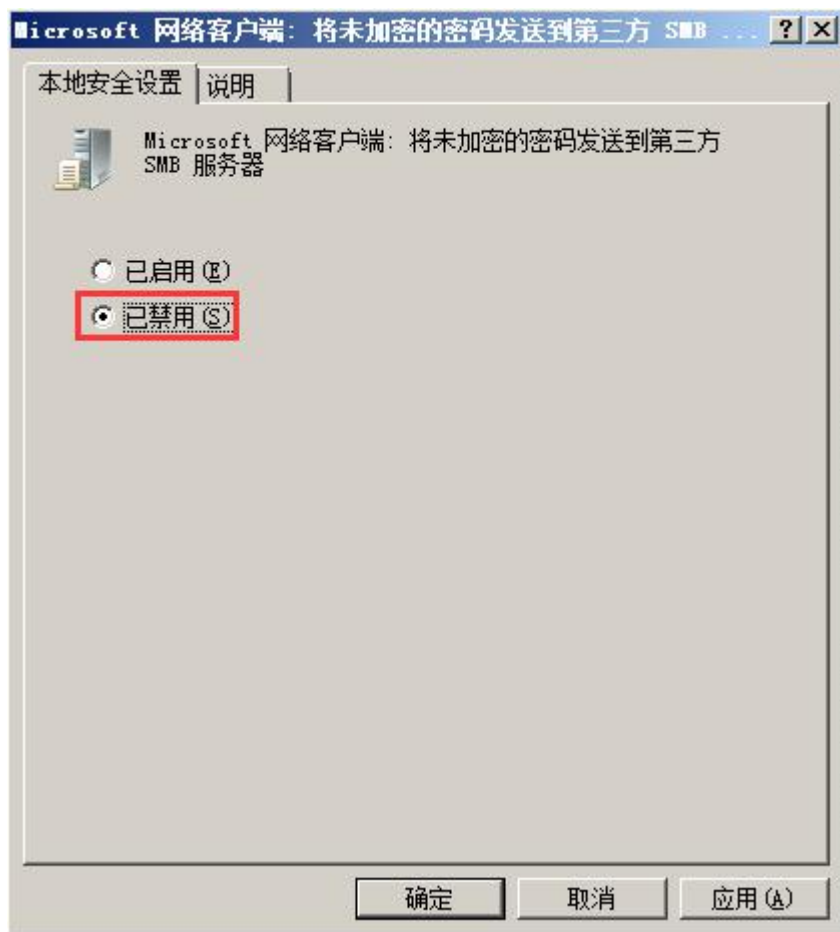 Microsoft 网络客户端: 将未加密的密码发送到第三方 SMB ...
本地安全设置
说明
Microsoft 网络客户端: 将未加密的密码发送到第三方
SMB 服务器
已启用(E)
已禁用(S)
确定
取消
应用(A)